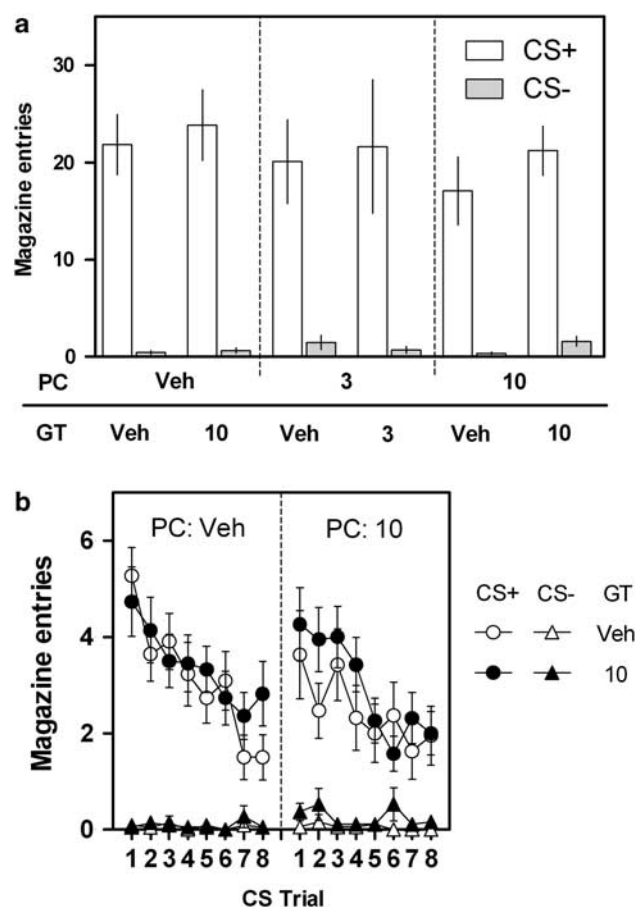 a
Magazine entries
30
20
10
0
CS+
CS-
PC Veh 3 10
GT Veh 10 Veh 3 Veh 10
b
Magazine entries
6
4
2
0
PC: Veh
PC: 10
1 2 3 4 5 6 7 8 1 2 3 4 5 6 7 8
CS Trial
CS+ CS- GT
Veh
10